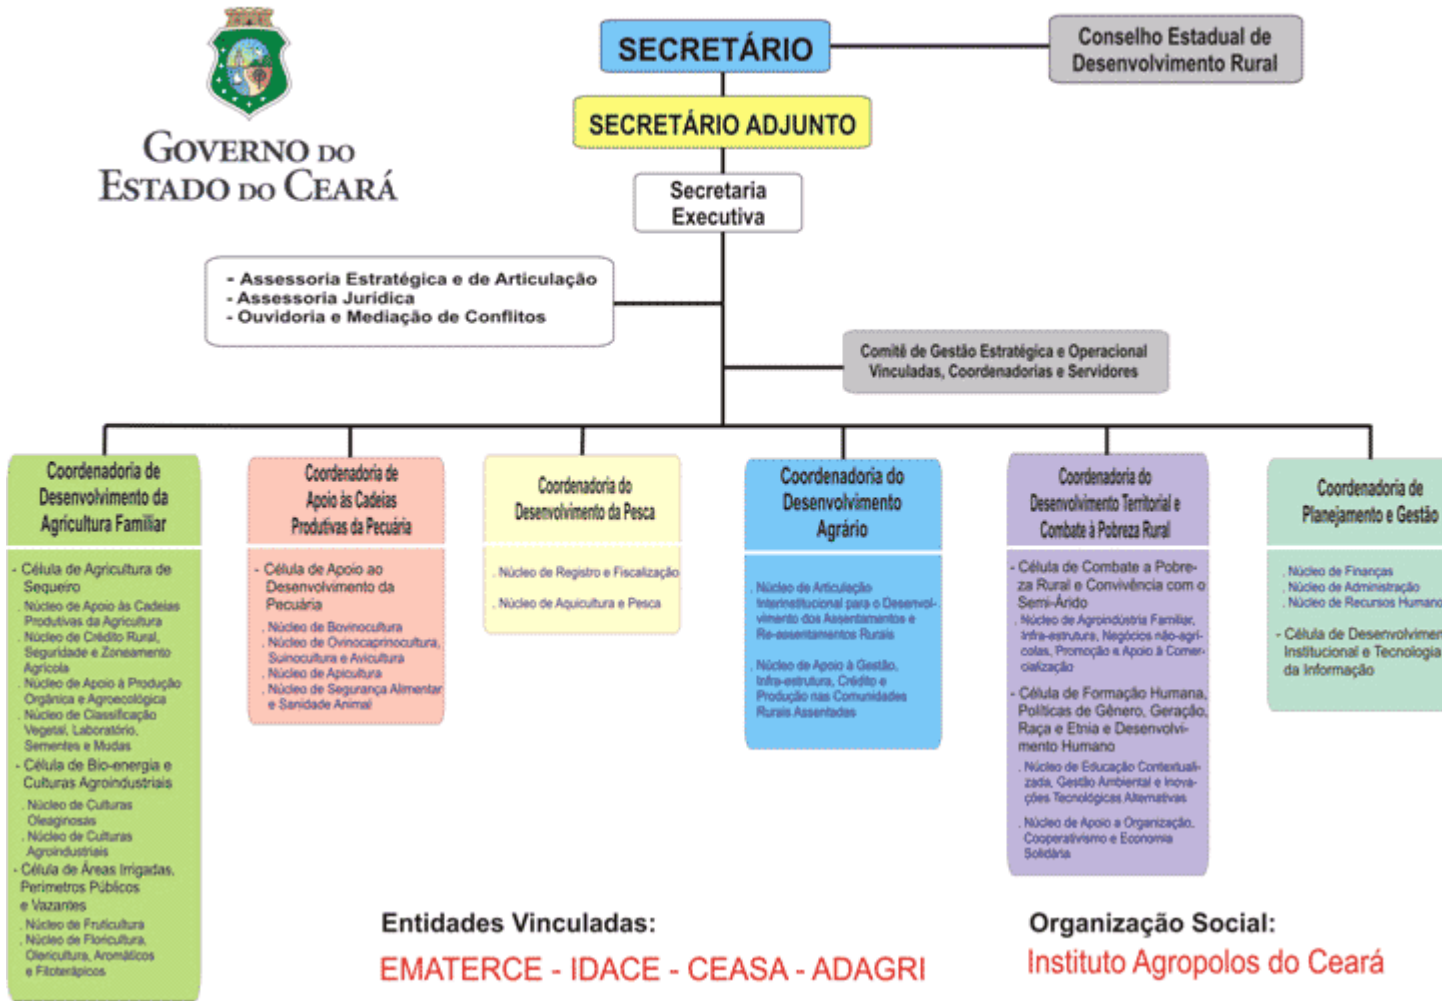 GOVERNO DO
ESTADO DO CEARÁ
SECRETÁRIO
Conselho Estadual de
Desenvolvimento Rural
SECRETÁRIO ADJUNTO
Secretaria
Executiva
- Assessoria Estratégica e de Articulação
- Assessoria Jurídica
- Ouvidoria e Mediação de Conflitos
Comitê de Gestão Estratégica e Operacional
Vinculadas, Coordenadorias e Servidores
Coordenadoria de
Desenvolvimento da
Agricultura Familiar
- Célula de Agricultura de
Sequeiro
. Núcleo de Apoio às Cadeias
Produtivas da Agricultura
. Núcleo de Crédito Rural,
Seguridade e Zoneamento
Agrícola
. Núcleo de Apoio à Produção
Orgânica e Agroecológica
. Núcleo de Classificação
Vegetal, Laboratório,
Sementes e Mudas
- Célula de Bio-energia e
Culturas Agroindustriais
. Núcleo de Culturas
Oleaginosas
. Núcleo de Culturas
Agroindustriais
- Célula de Áreas Irrigadas,
Perímetros Públicos
e Vazantes
. Núcleo de Fruticultura
. Núcleo de Floricultura,
Olericultura, Aromáticos
e Fitoterápicos
Coordenadoria de
Apoio às Cadeias
Produtivas da Pecuária
- Célula de Apoio ao
Desenvolvimento da
Pecuária
. Núcleo de Bovinocultura
. Núcleo de Ovinocaprinocultura,
Suinocultura e Avicultura
. Núcleo de Apicultura
. Núcleo de Segurança Alimentar
e Sanidade Animal
Coordenadoria do
Desenvolvimento da Pesca
. Núcleo de Registro e Fiscalização
. Núcleo de Aquicultura e Pesca
Coordenadoria do
Desenvolvimento
Agrário
. Núcleo de Articulação
Interinstitucional para o Desenvol-
vimento dos Assentamentos e
Re-assentamentos Rurais
. Núcleo de Apoio à Gestão,
Infra-estrutura, Crédito e
Produção nas Comunidades
Rurais Assentadas
Coordenadoria do
Desenvolvimento Territorial e
Combate à Pobreza Rural
- Célula de Combate a Pobre-
za Rural e Convivência com o
Semi-Árido
. Núcleo de Agroindústria Familiar,
Infra-estrutura, Negócios não-agrí-
colas, Promoção e Apoio à Comer-
cialização
- Célula de Formação Humana,
Políticas de Gênero, Geração,
Raça e Etnia e Desenvolvi-
mento Humano
. Núcleo de Educação Contextuali-
zada, Gestão Ambiental e Inova-
ções Tecnológicas Alternativas
. Núcleo de Apoio a Organização,
Cooperativismo e Economia
Solidária
Coordenadoria de
Planejamento e Gestão
. Núcleo de Finanças
. Núcleo de Administração
. Núcleo de Recursos Humano
- Célula de Desenvolvimen
Institucional e Tecnologia
da Informação
Entidades Vinculadas:
EMATERCE - IDACE - CEASA - ADAGRI
Organização Social:
Instituto Agropolos do Ceará